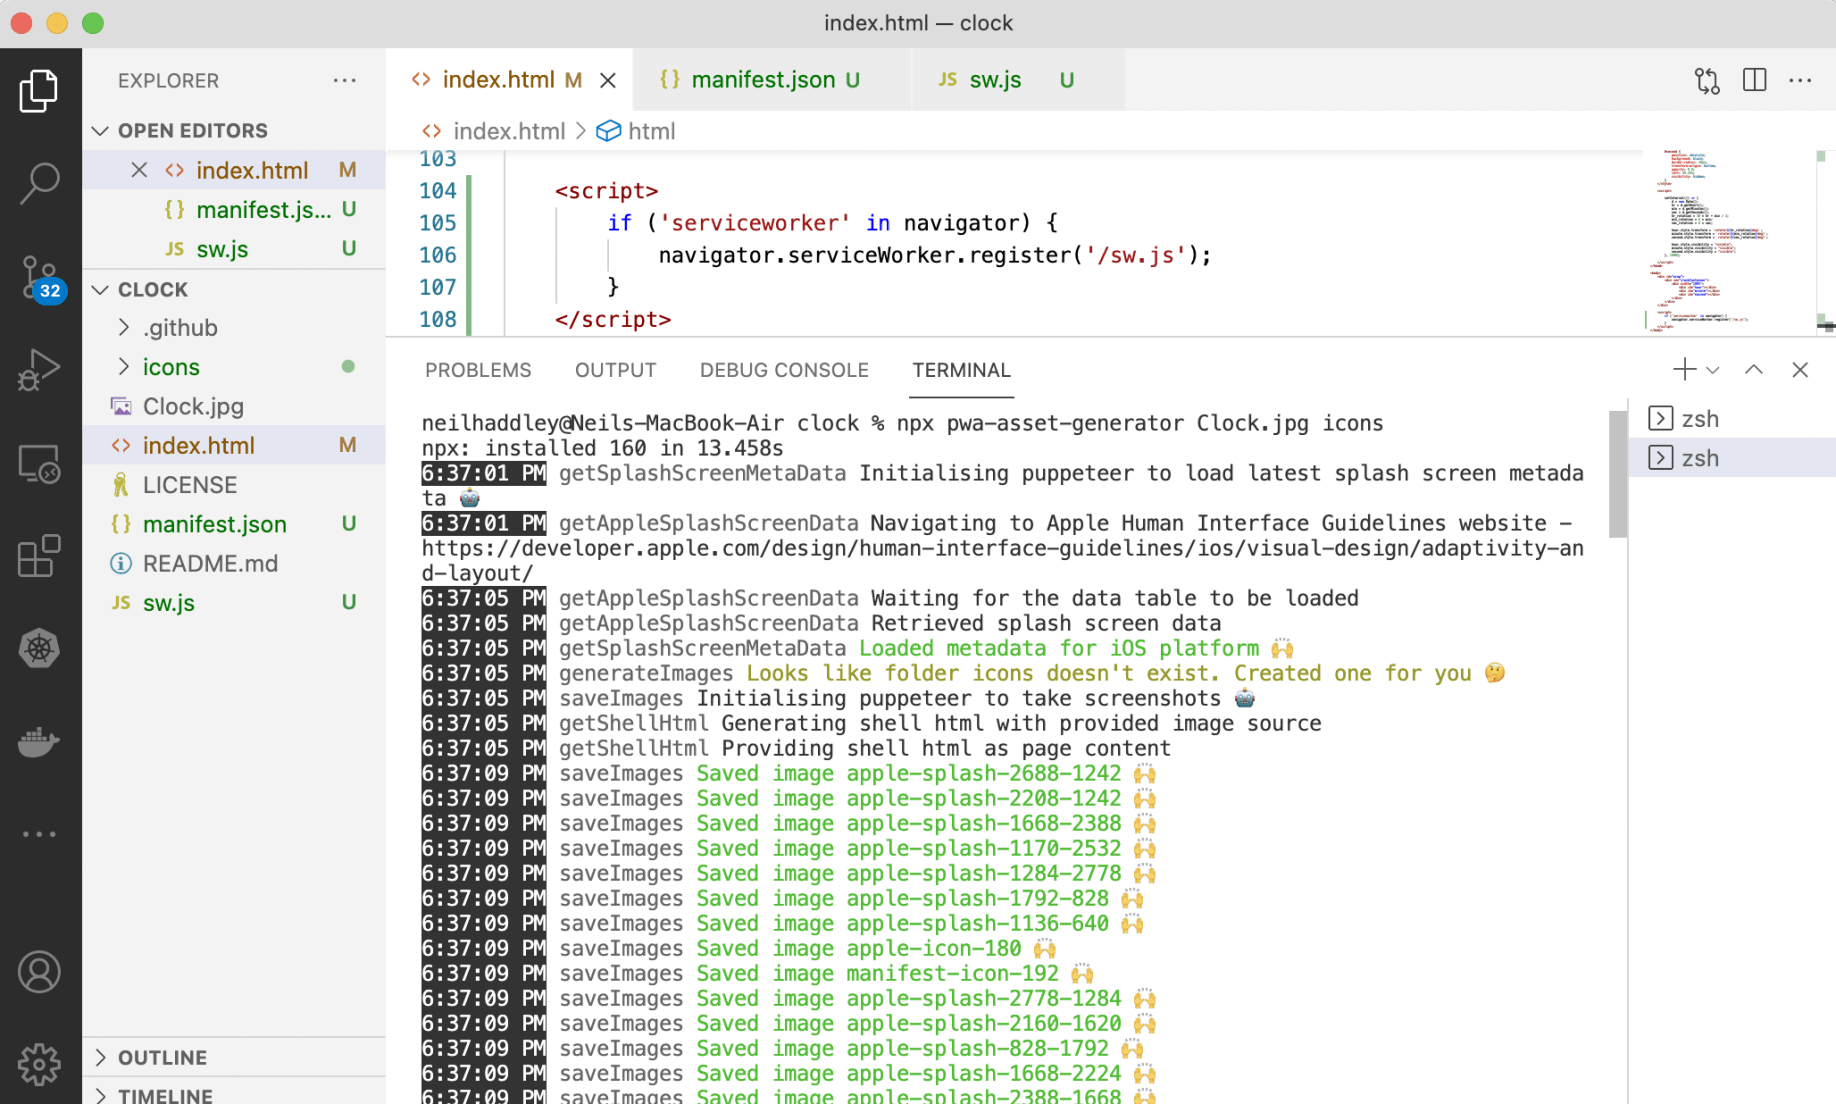 index.html — clock
EXPLORER
index.html M
manifest.json U
JS sw.js U
OPEN EDITORS
index.html > html
index.html M
{} manifest.js... U
JS sw.js U
CLOCK
.github
icons
Clock.jpg
index.html M
LICENSE
{} manifest.json U
README.md
JS sw.js U
32
OUTLINE
TIMELINE
103
104 <script>
105 if ('serviceworker' in navigator) {
106 navigator.serviceWorker.register('/sw.js');
107 }
108 </script>
PROBLEMS OUTPUT DEBUG CONSOLE TERMINAL
zsh
zsh
neilhaddley@Neils-MacBook-Air clock % npx pwa-asset-generator Clock.jpg icons
npx: installed 160 in 13.458s
6:37:01 PM getSplashScreenMetaData Initialising puppeteer to load latest splash screen metada
ta 🤖
6:37:01 PM getAppleSplashScreenData Navigating to Apple Human Interface Guidelines website -
https://developer.apple.com/design/human-interface-guidelines/ios/visual-design/adaptivity-an
d-layout/
6:37:05 PM getAppleSplashScreenData Waiting for the data table to be loaded
6:37:05 PM getAppleSplashScreenData Retrieved splash screen data
6:37:05 PM getSplashScreenMetaData Loaded metadata for iOS platform 🙌
6:37:05 PM generateImages Looks like folder icons doesn't exist. Created one for you 🤔
6:37:05 PM saveImages Initialising puppeteer to take screenshots 🤖
6:37:05 PM getShellHtml Generating shell html with provided image source
6:37:05 PM getShellHtml Providing shell html as page content
6:37:09 PM saveImages Saved image apple-splash-2688-1242 🙌
6:37:09 PM saveImages Saved image apple-splash-2208-1242 🙌
6:37:09 PM saveImages Saved image apple-splash-1668-2388 🙌
6:37:09 PM saveImages Saved image apple-splash-1170-2532 🙌
6:37:09 PM saveImages Saved image apple-splash-1284-2778 🙌
6:37:09 PM saveImages Saved image apple-splash-1792-828 🙌
6:37:09 PM saveImages Saved image apple-splash-1136-640 🙌
6:37:09 PM saveImages Saved image apple-icon-180 🙌
6:37:09 PM saveImages Saved image manifest-icon-192 🙌
6:37:09 PM saveImages Saved image apple-splash-2778-1284 🙌
6:37:09 PM saveImages Saved image apple-splash-2160-1620 🙌
6:37:09 PM saveImages Saved image apple-splash-828-1792 🙌
6:37:09 PM saveImages Saved image apple-splash-1668-2224 🙌
6:37:09 PM saveImages Saved image apple-splash-2388-1668 🙌